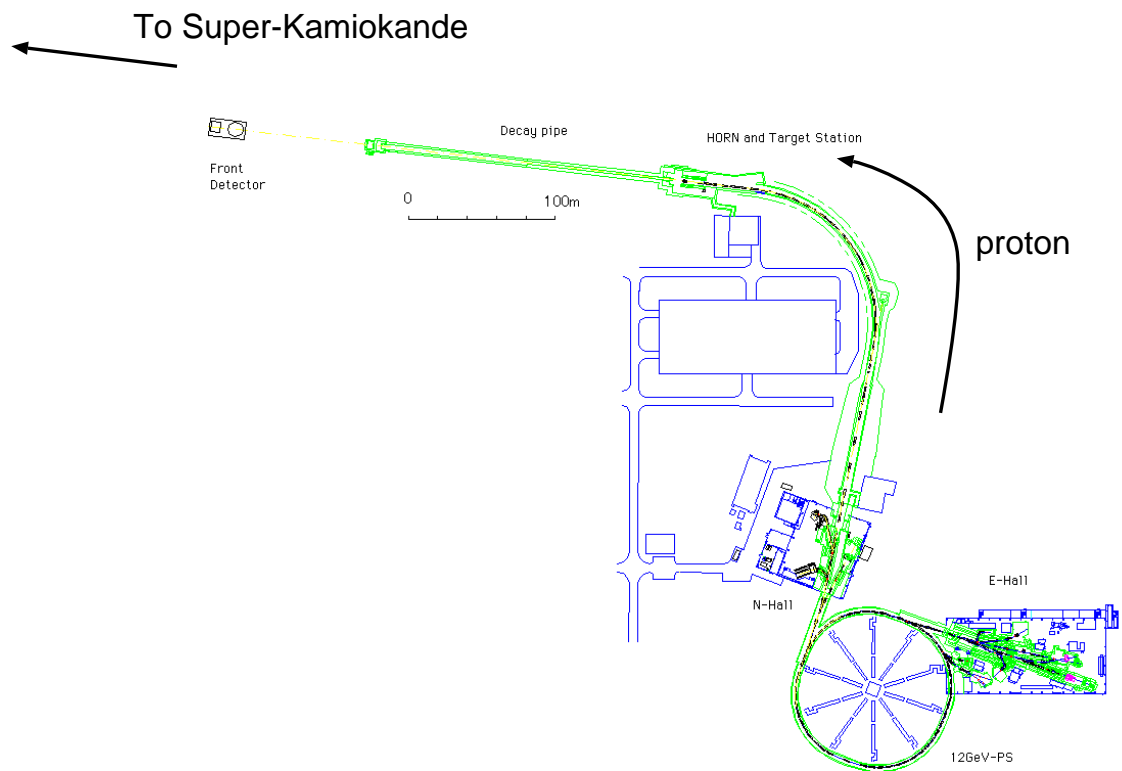 To Super-Kamiokande
Decay pipe
HORN and Target Station
Front
Detector
0
100m
proton
E-Hall
N-Hall
12GeV-PS